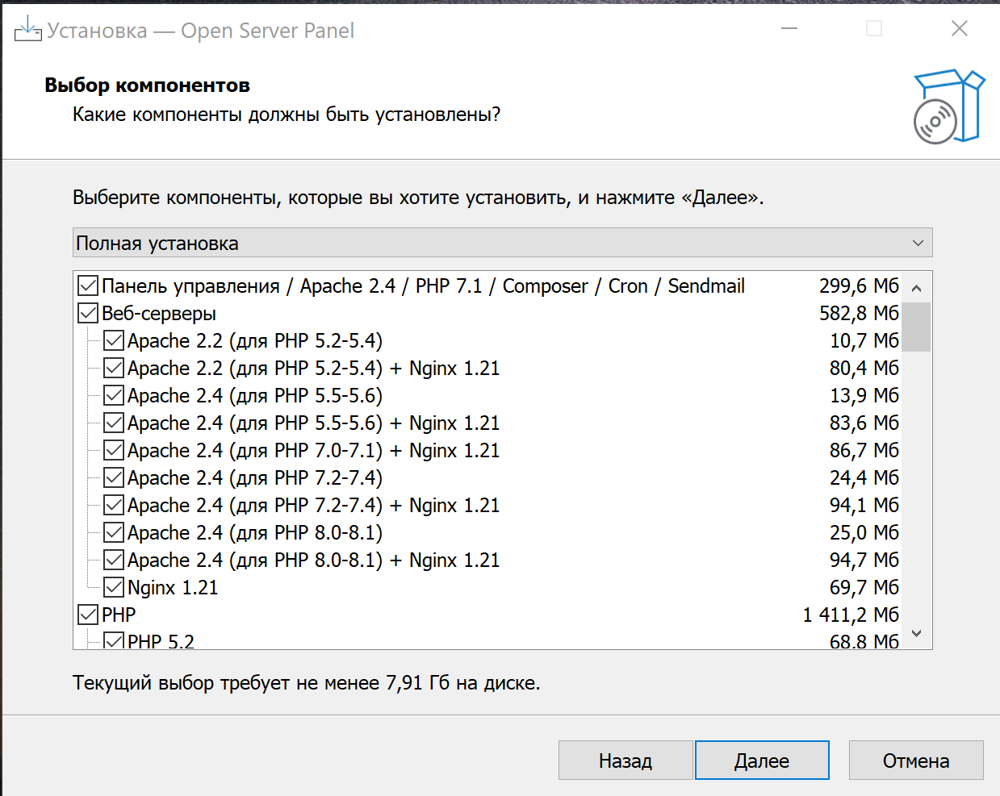 Установка — Open Server Panel
Выбор компонентов
Какие компоненты должны быть установлены?
Выберите компоненты, которые вы хотите установить, и нажмите «Далее».
Полная установка
Панель управления / Apache 2.4 / PHP 7.1 / Composer / Cron / Sendmail 299,6 Мб
Веб-серверы 582,8 Мб
Apache 2.2 (для PHP 5.2-5.4) 10,7 Мб
Apache 2.2 (для PHP 5.2-5.4) + Nginx 1.21 80,4 Мб
Apache 2.4 (для PHP 5.5-5.6) 13,9 Мб
Apache 2.4 (для PHP 5.5-5.6) + Nginx 1.21 83,6 Мб
Apache 2.4 (для PHP 7.0-7.1) + Nginx 1.21 86,7 Мб
Apache 2.4 (для PHP 7.2-7.4) 24,4 Мб
Apache 2.4 (для PHP 7.2-7.4) + Nginx 1.21 94,1 Мб
Apache 2.4 (для PHP 8.0-8.1) 25,0 Мб
Apache 2.4 (для PHP 8.0-8.1) + Nginx 1.21 94,7 Мб
Nginx 1.21 69,7 Мб
PHP 1 411,2 Мб
PHP 5.2 68,8 Мб
Текущий выбор требует не менее 7,91 Гб на диске.
Назад Далее Отмена